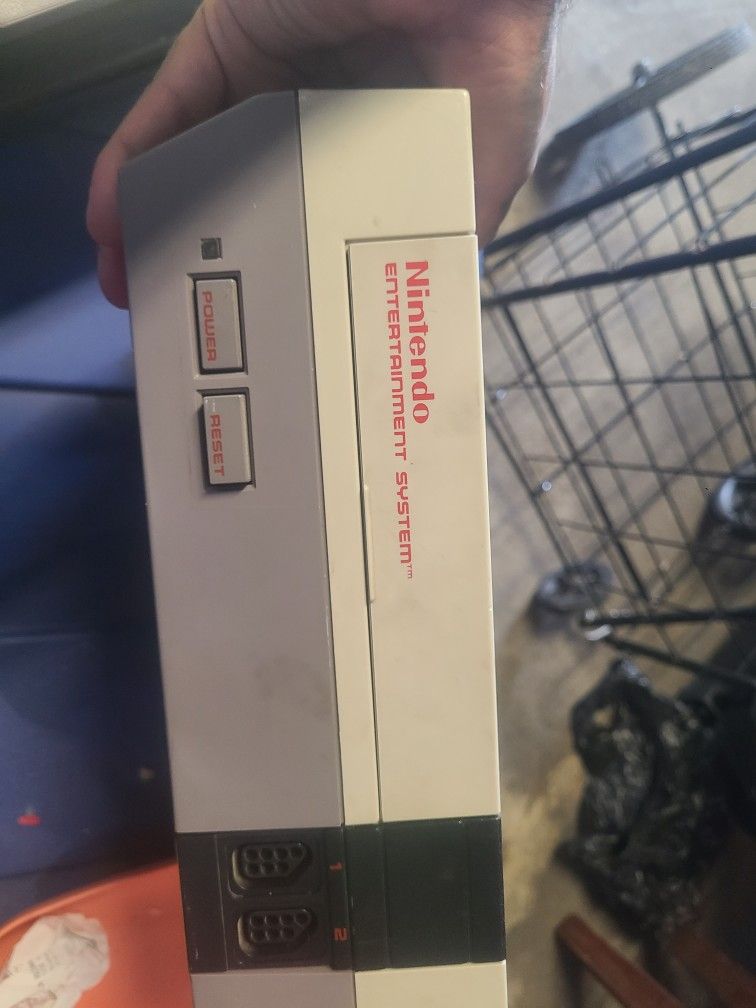 Nintendo
ENTERTAINMENT SYSTEM™
POWER
RESET
1
2